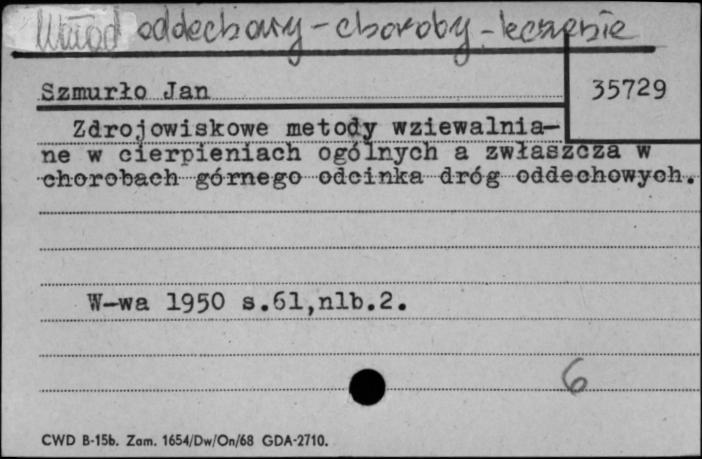 Układ oddechowy - choroby - leczenie
Szmurło Jan
35729
Zdrojowiskowe metody wziewalnia-
ne w cierpieniach ogólnych a zwłaszcza w
chorobach górnego odcinka dróg oddechowych.
W-wa 1950 s.61,nlb.2.
6
CWD B-15b. Zam. 1654/Dw/On/68 GDA-2710.